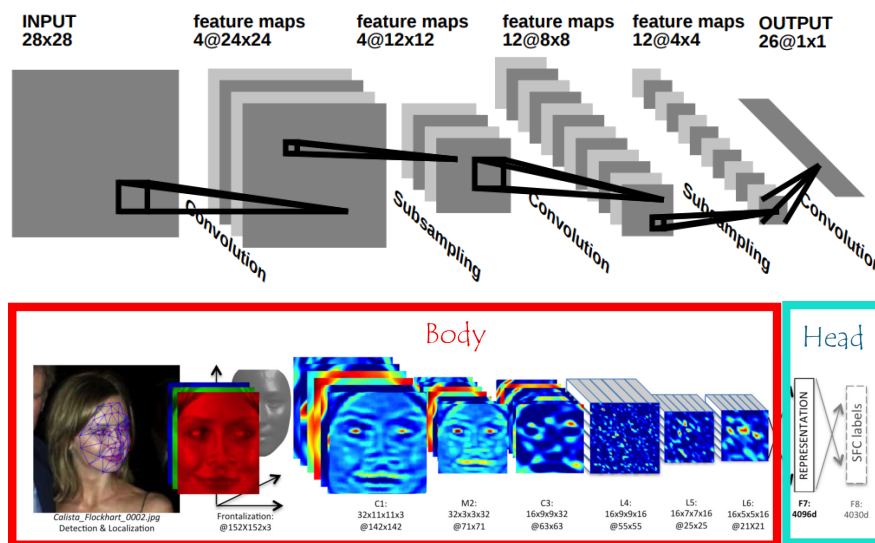 INPUT
28x28
feature maps
4@24x24
feature maps
4@12x12
feature maps
12@8x8
feature maps
12@4x4
OUTPUT
26@1x1
Convolution
Subsampling
Convolution
Subsampling
Convolution
Body
Head
Calista_Flockhart_0002.jpg
Detection & Localization
Frontalization:
@152X152x3
C1:
32x11x11x3
@142x142
M2:
32x3x3x32
@71x71
C3:
16x9x9x32
@63x63
L4:
16x9x9x16
@55x55
L5:
16x7x7x16
@25x25
L6:
16x5x5x16
@21X21
REPRESENTATION
SFC labels
F7:
4096d
F8:
4030d